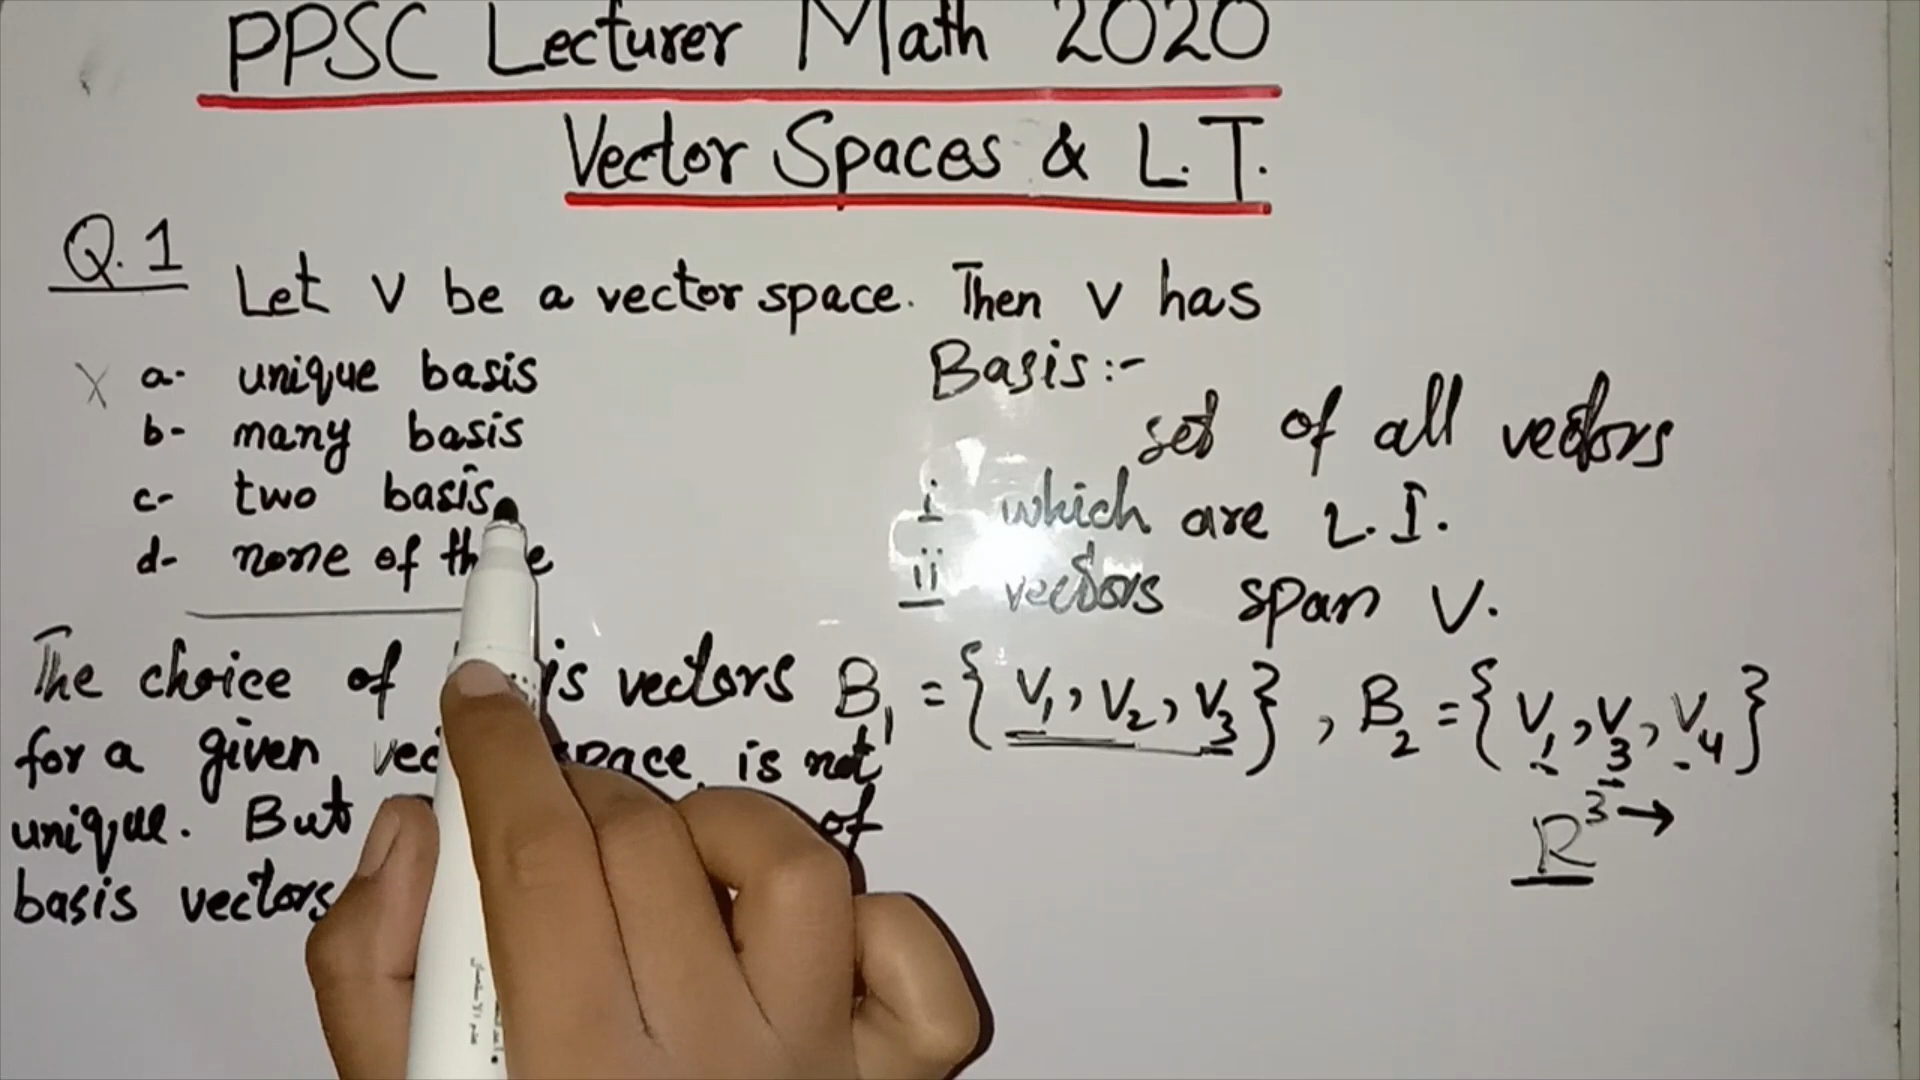 PPSC Lecturer Math 2020
Vector Spaces & L.T.
Q.1
Let V be a vector space. Then V has
X a- unique basis
b- many basis
c- two basis
d- none of
Basis:-
set of all vectors
i which are L.I.
ii vectors span V.
The choice of vectors
for a given space is not
unique. But of
basis vectors
B₁ = {V₁, V₂, V₃}, B₂ = {V₁, V₃, V₄}
R³→